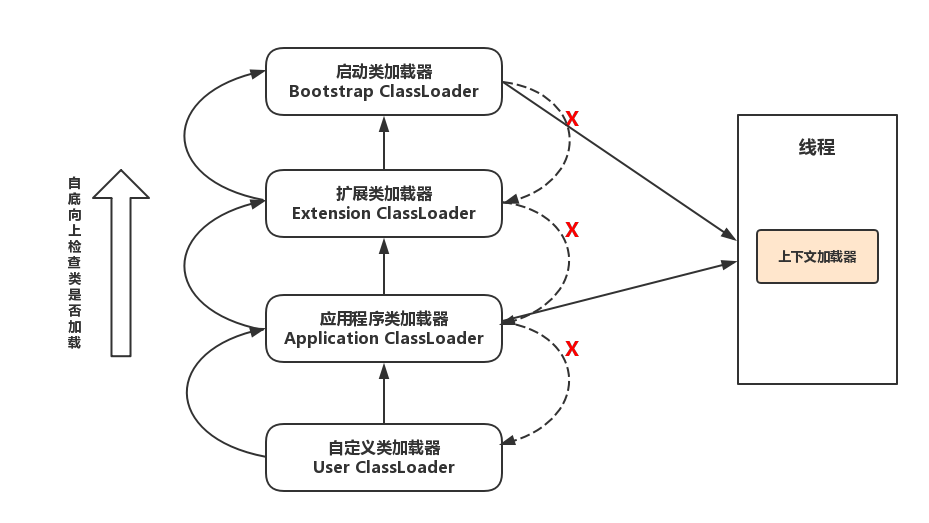 启动类加载器
Bootstrap ClassLoader
X
线程
扩展类加载器
Extension ClassLoader
自底向上检查类是否加载
X
上下文加载器
应用程序类加载器
Application ClassLoader
X
自定义类加载器
User ClassLoader